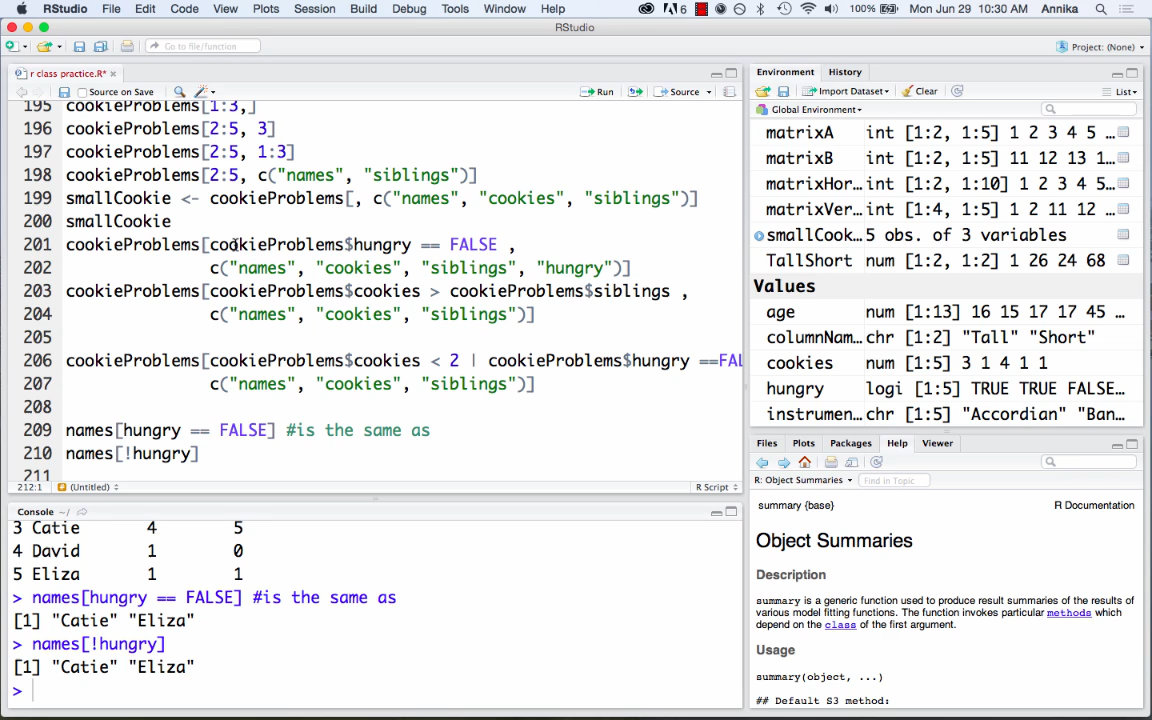 RStudio File Edit Code View Plots Session Build Debug Tools Window Help 6 100% Mon Jun 29 10:30 AM Annika
RStudio
Go to file/function Project: (None)
r class practice.R*
Source on Save Run Source
195 cookieProblems[1:3,]
196 cookieProblems[2:5, 3]
197 cookieProblems[2:5, 1:3]
198 cookieProblems[2:5, c("names", "siblings")]
199 smallCookie <- cookieProblems[, c("names", "cookies", "siblings")]
200 smallCookie
201 cookieProblems[cookieProblems$hungry == FALSE ,
202 c("names", "cookies", "siblings", "hungry")]
203 cookieProblems[cookieProblems$cookies > cookieProblems$siblings ,
204 c("names", "cookies", "siblings")]
205
206 cookieProblems[cookieProblems$cookies < 2 | cookieProblems$hungry ==FAL
207 c("names", "cookies", "siblings")]
208
209 names[hungry == FALSE] #is the same as
210 names[!hungry]
211
212:1 (Untitled) R Script
Console ~/
3 Catie 4 5
4 David 1 0
5 Eliza 1 1
> names[hungry == FALSE] #is the same as
[1] "Catie" "Eliza"
> names[!hungry]
[1] "Catie" "Eliza"
>
Environment History
Import Dataset Clear List
Global Environment
matrixA int [1:2, 1:5] 1 2 3 4 5 …
matrixB int [1:2, 1:5] 11 12 13 1…
matrixHor… int [1:2, 1:10] 1 2 3 4 5…
matrixVer… int [1:4, 1:5] 1 2 11 12 …
smallCook… 5 obs. of 3 variables
TallShort num [1:2, 1:2] 1 26 24 68
Values
age num [1:13] 16 15 17 17 45 …
columnNam… chr [1:2] "Tall" "Short"
cookies num [1:5] 3 1 4 1 1
hungry logi [1:5] TRUE TRUE FALSE…
instrumen… chr [1:5] "Accordian" "Ban…
Files Plots Packages Help Viewer
R: Object Summaries Find in Topic
summary {base} R Documentation
Object Summaries
Description
summary is a generic function used to produce result summaries of the results of
various model fitting functions. The function invokes particular methods which
depend on the class of the first argument.
Usage
summary(object, ...)
## Default S3 method: